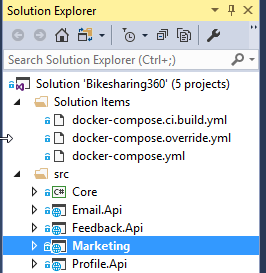 Solution Explorer
Search Solution Explorer (Ctrl+;)
Solution 'Bikesharing360' (5 projects)
Solution Items
docker-compose.ci.build.yml
docker-compose.override.yml
docker-compose.yml
src
C# Core
Email.Api
Feedback.Api
Marketing
Profile.Api